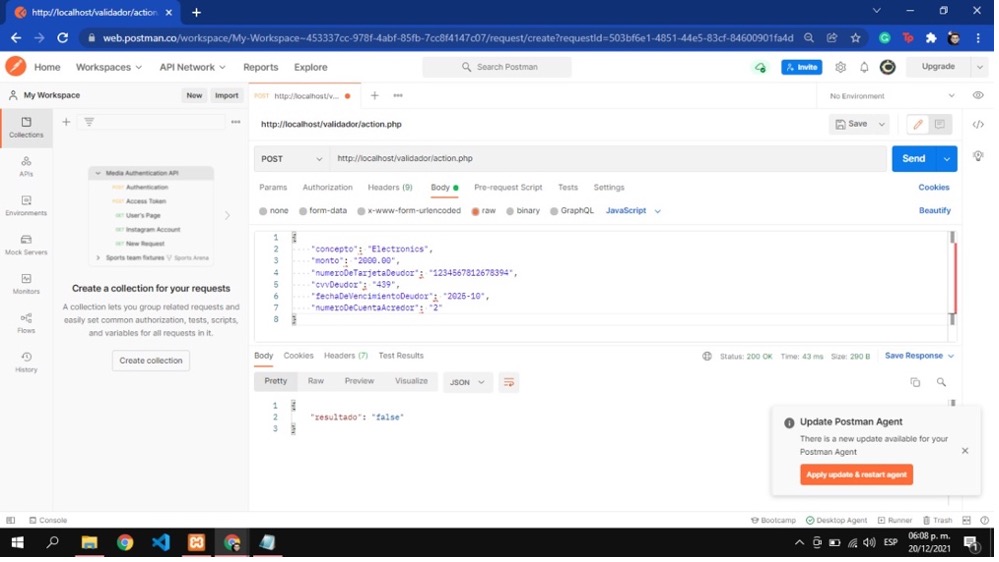 http://localhost/validador/action
web.postman.co/workspace/My-Workspace~453337cc-978f-4abf-85fb-7cc8f4147c07/request/create?requestId=503bf6e1-4851-44e5-83cf-84600901fa4d
Home Workspaces API Network Reports Explore Search Postman Invite Upgrade
My Workspace New Import POST http://localhost/v... No Environment
Collections
APIs
Environments
Mock Servers
Monitors
Flows
History
Media Authentication API
POST Authentication
POST Access Token
GET User's Page
GET Instagram Account
GET New Request
Sports team fixtures Sports Arena
Create a collection for your requests
A collection lets you group related requests and
easily set common authorization, tests, scripts,
and variables for all requests in it.
Create collection
http://localhost/validador/action.php Save
POST http://localhost/validador/action.php Send
Params Authorization Headers (9) Body Pre-request Script Tests Settings Cookies
none form-data x-www-form-urlencoded raw binary GraphQL JavaScript Beautify
1 {
2 "concepto": "Electronics",
3 "monto": "2000.00",
4 "numeroDeTarjetaDeudor": "1234567812678394",
5 "cvvDeudor": "439",
6 "fechaDeVencimientoDeudor": "2025-10",
7 "numeroDeCuentaAcredor": "2"
8 }
Body Cookies Headers (7) Test Results Status: 200 OK Time: 43 ms Size: 290 B Save Response
Pretty Raw Preview Visualize JSON
1 {
2 "resultado": "false"
3 }
Update Postman Agent
There is a new update available for your
Postman Agent
Apply update & restart agent
Console Bootcamp Desktop Agent Runner Trash
ESP 06:08 p. m.
20/12/2021
1